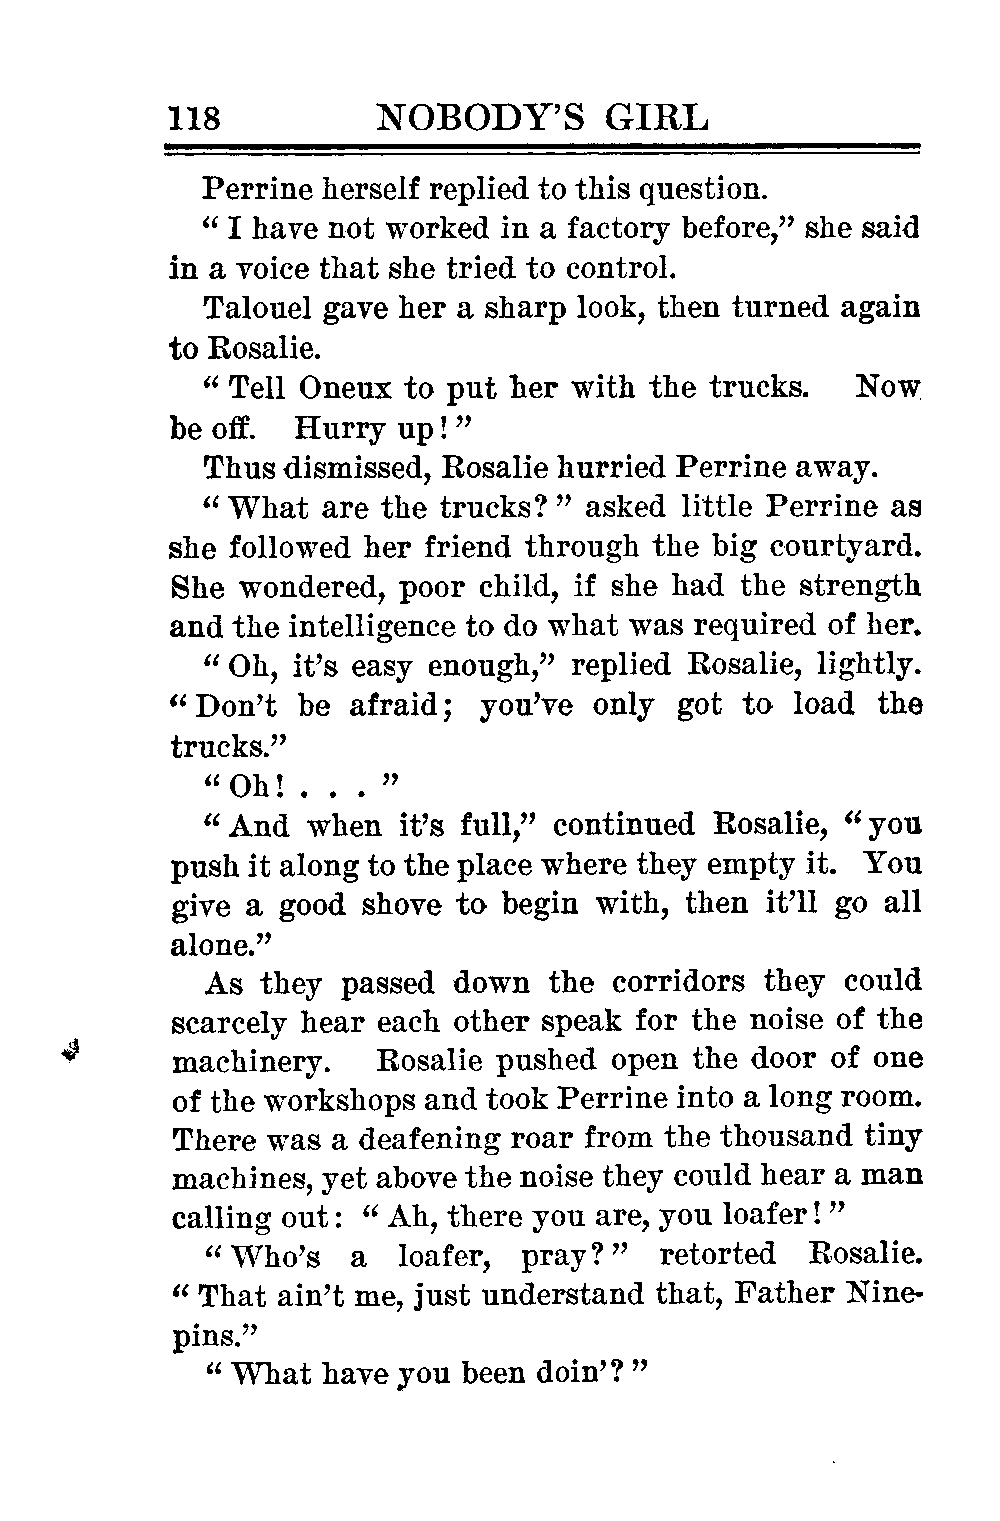 118 NOBODY'S GIRL
Perrine herself replied to this question.
“ I have not worked in a factory before,” she said
in a voice that she tried to control.
Talouel gave her a sharp look, then turned again
to Rosalie.
“ Tell Oneux to put her with the trucks. Now
be off. Hurry up! ”
Thus dismissed, Rosalie hurried Perrine away.
“ What are the trucks? ” asked little Perrine as
she followed her friend through the big courtyard.
She wondered, poor child, if she had the strength
and the intelligence to do what was required of her.
“ Oh, it's easy enough,” replied Rosalie, lightly.
“ Don't be afraid; you've only got to load the
trucks.”
“ Oh! . . . ”
“ And when it's full,” continued Rosalie, “ you
push it along to the place where they empty it. You
give a good shove to begin with, then it'll go all
alone.”
As they passed down the corridors they could
scarcely hear each other speak for the noise of the
machinery. Rosalie pushed open the door of one
of the workshops and took Perrine into a long room.
There was a deafening roar from the thousand tiny
machines, yet above the noise they could hear a man
calling out: “ Ah, there you are, you loafer! ”
“ Who's a loafer, pray? ” retorted Rosalie.
“ That ain't me, just understand that, Father Nine-
pins.”
“ What have you been doin'? ”